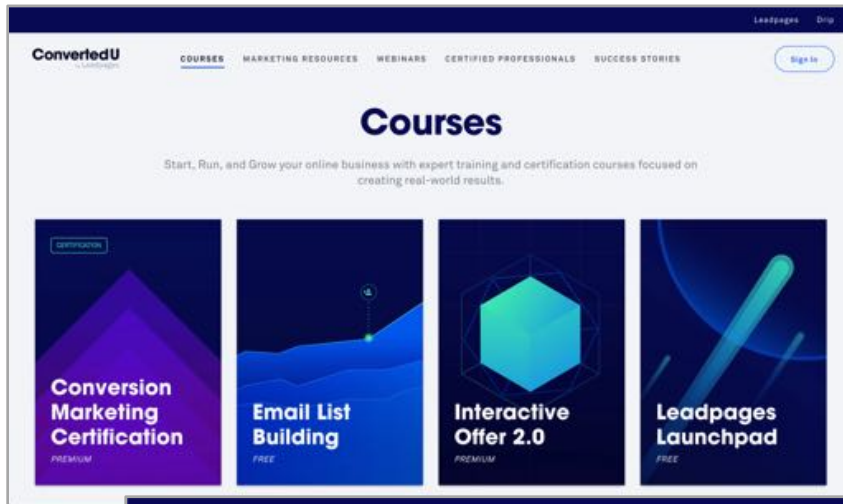 Leadpages Drip
ConvertedU
by Leadpages
COURSES MARKETING RESOURCES WEBINARS CERTIFIED PROFESSIONALS SUCCESS STORIES
Sign In
Courses
Start, Run, and Grow your online business with expert training and certification courses focused on
creating real-world results.
CERTIFICATION
Conversion
Marketing
Certification
PREMIUM
Email List
Building
FREE
Interactive
Offer 2.0
PREMIUM
Leadpages
Launchpad
FREE